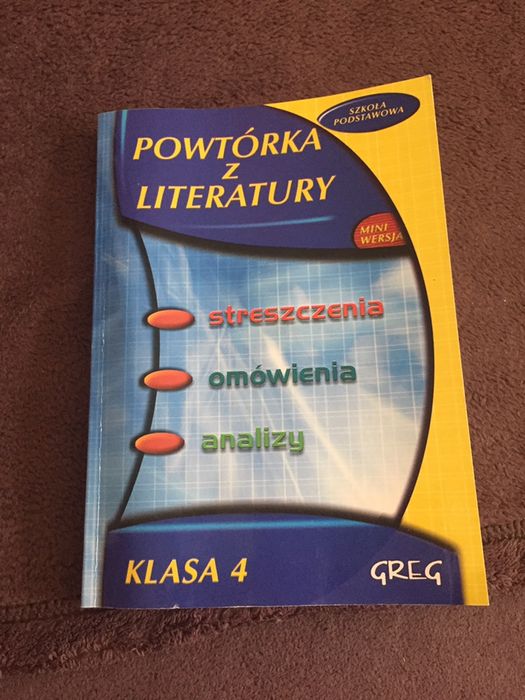 SZKOŁA
PODSTAWOWA
POWTÓRKA
Z
LITERATURY
MINI
WERSJA
streszczenia
omówienia
analizy
KLASA 4
GREG